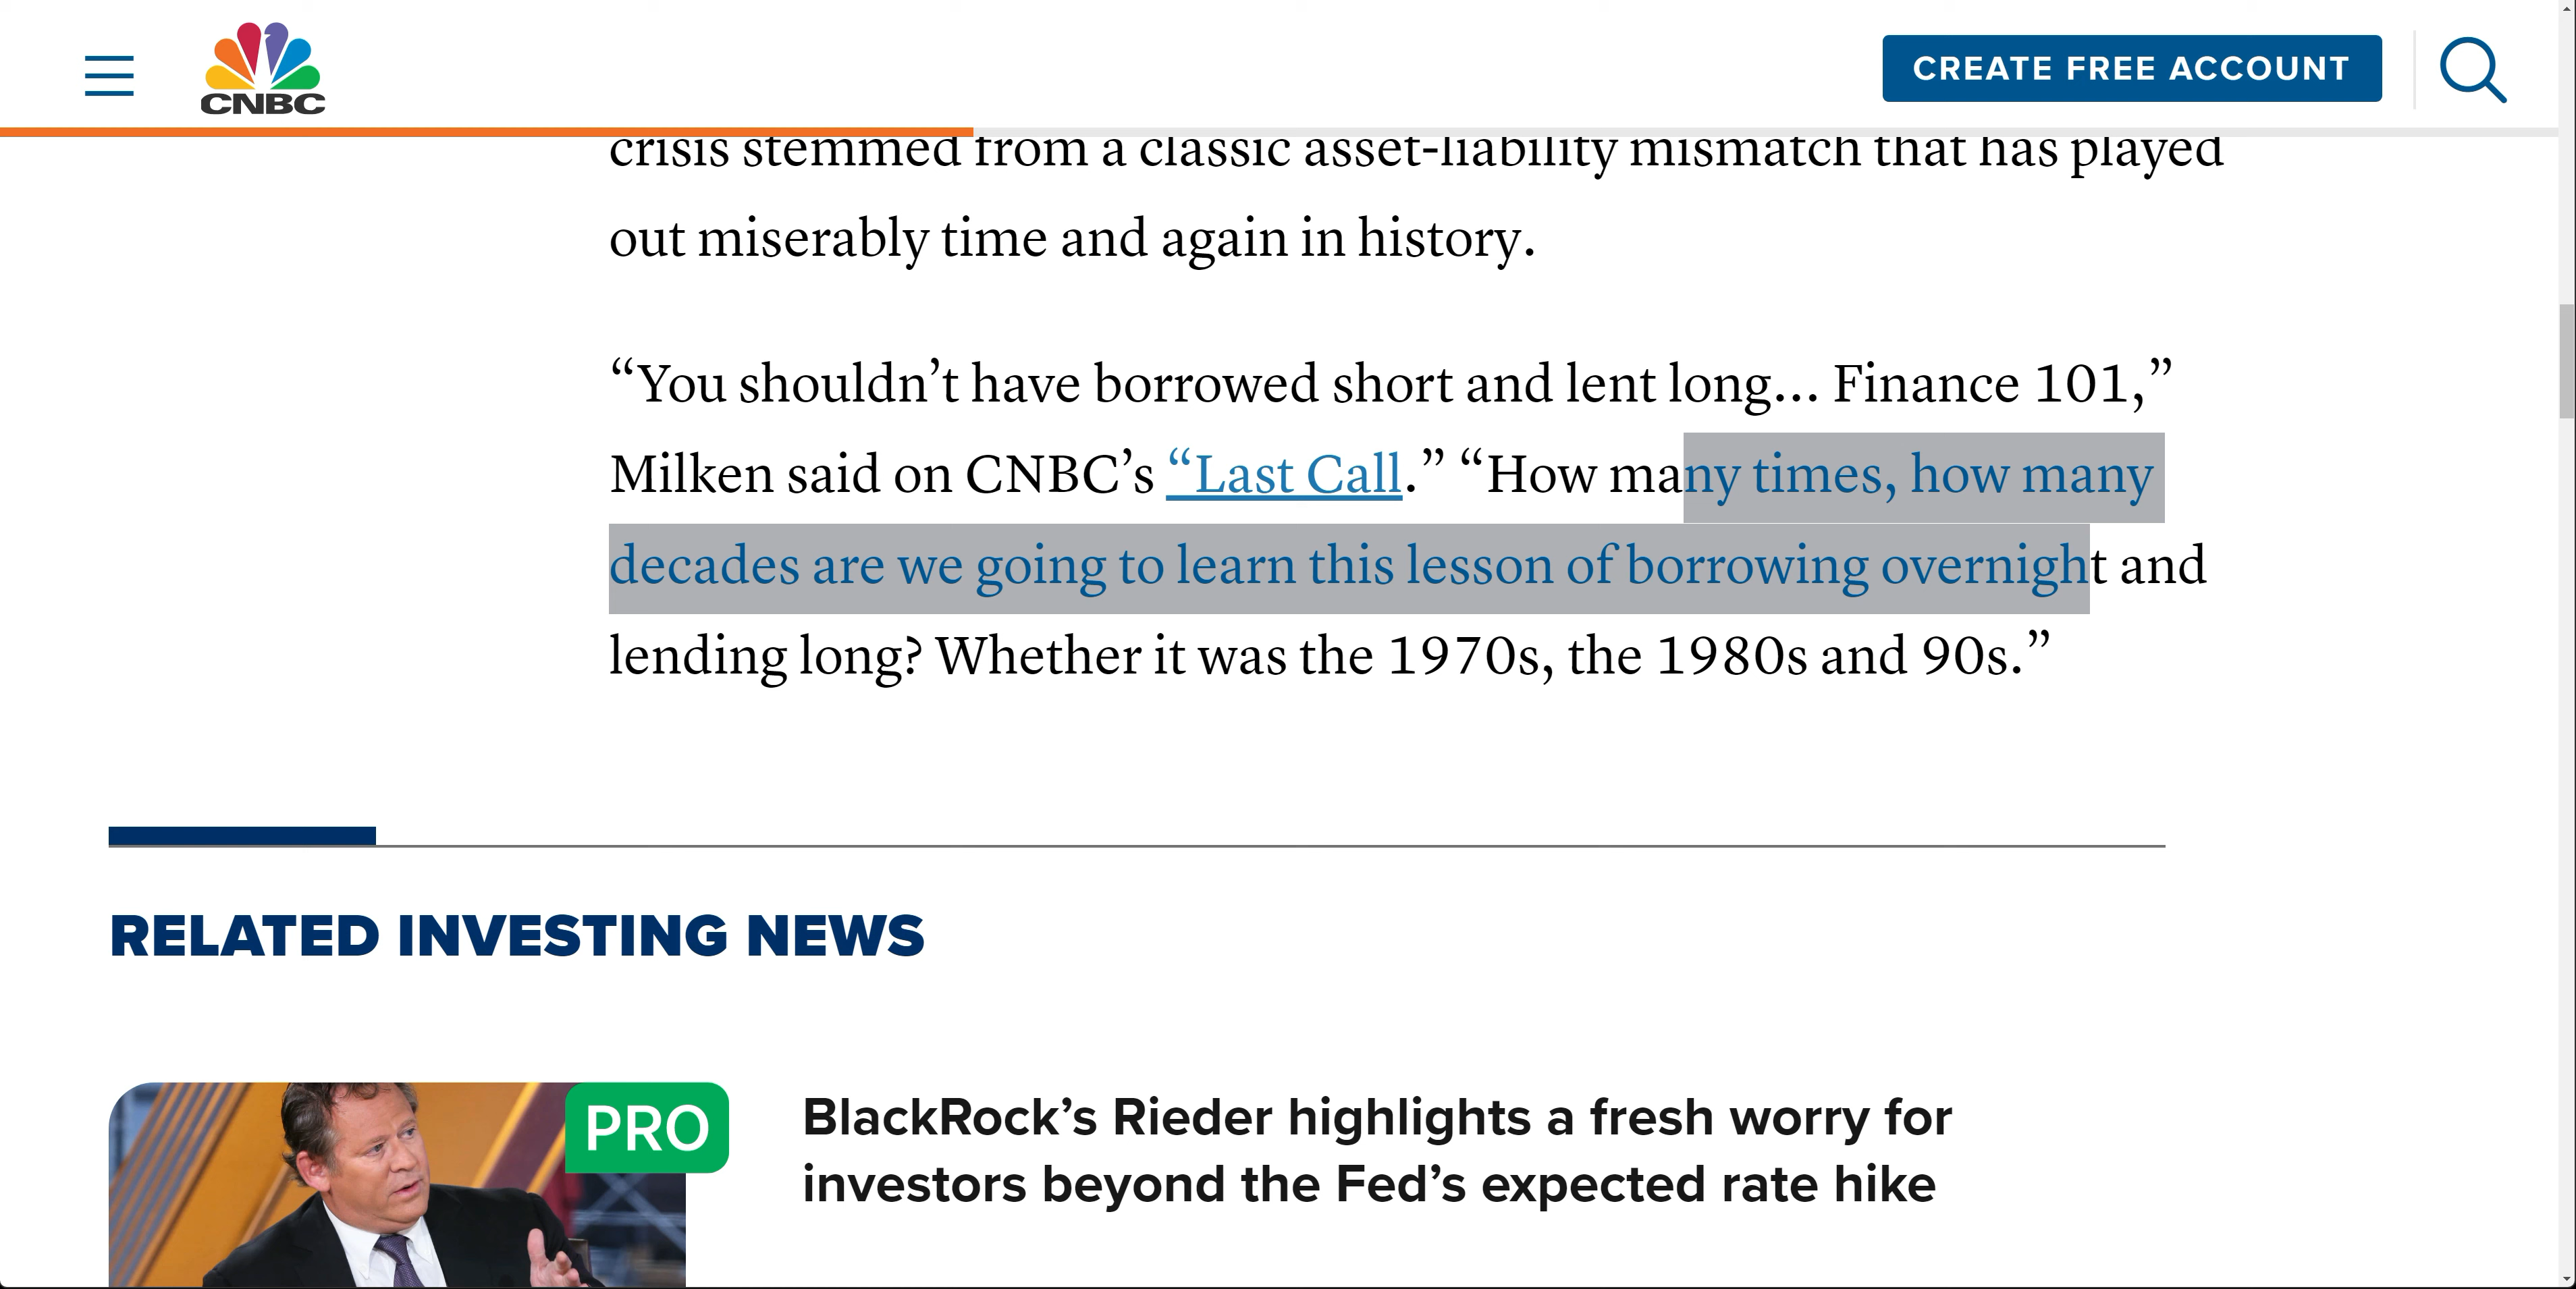 CNBC
CREATE FREE ACCOUNT
crisis stemmed from a classic asset-liability mismatch that has played
out miserably time and again in history.
“You shouldn’t have borrowed short and lent long… Finance 101,”
Milken said on CNBC’s “Last Call.” “How many times, how many
decades are we going to learn this lesson of borrowing overnight and
lending long? Whether it was the 1970s, the 1980s and 90s.”
RELATED INVESTING NEWS
PRO
BlackRock’s Rieder highlights a fresh worry for
investors beyond the Fed’s expected rate hike